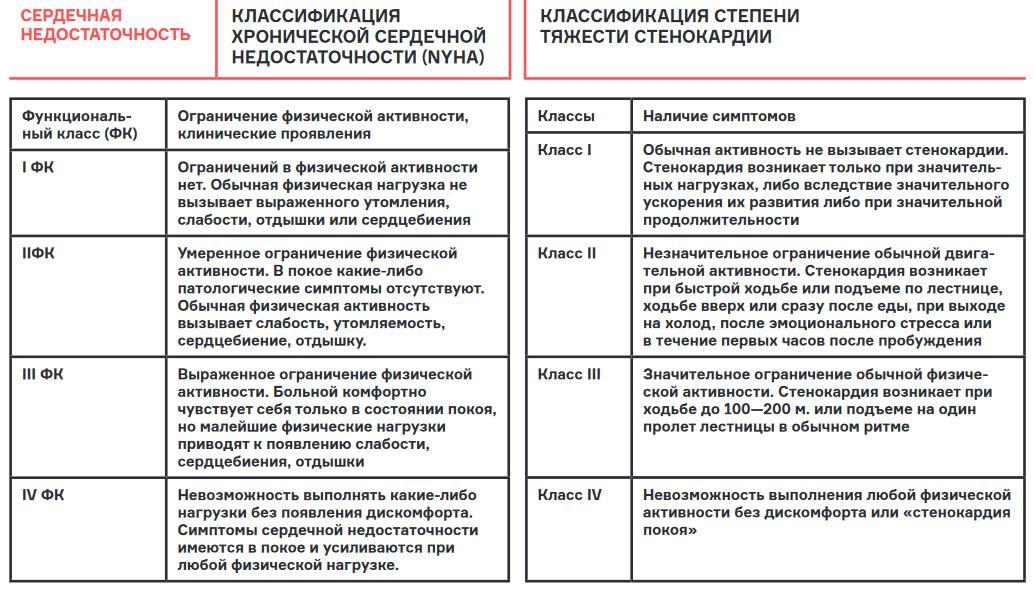 СЕРДЕЧНАЯ
НЕДОСТАТОЧНОСТЬ
КЛАССИФИКАЦИЯ
ХРОНИЧЕСКОЙ СЕРДЕЧНОЙ
НЕДОСТАТОЧНОСТИ (NYHA)
Функциональ-
ный класс (ФК)
Ограничение физической активности,
клинические проявления
I ФК
Ограничений в физической активности
нет. Обычная физическая нагрузка не
вызывает выраженного утомления,
слабости, отдышки или сердцебиения
IIФК
Умеренное ограничение физической
активности. В покое какие-либо
патологические симптомы отсутствуют.
Обычная физическая активность
вызывает слабость, утомляемость,
сердцебиение, отдышку.
III ФК
Выраженное ограничение физической
активности. Больной комфортно
чувствует себя только в состоянии покоя,
но малейшие физические нагрузки
приводят к появлению слабости,
сердцебиения, отдышки
IV ФК
Невозможность выполнять какие-либо
нагрузки без появления дискомфорта.
Симптомы сердечной недостаточности
имеются в покое и усиливаются при
любой физической нагрузке.
КЛАССИФИКАЦИЯ СТЕПЕНИ
ТЯЖЕСТИ СТЕНОКАРДИИ
Классы
Наличие симптомов
Класс I
Обычная активность не вызывает стенокардии.
Стенокардия возникает только при значитель-
ных нагрузках, либо вследствие значительного
ускорения их развития либо при значительной
продолжительности
Класс II
Незначительное ограничение обычной двига-
тельной активности. Стенокардия возникает
при быстрой ходьбе или подъеме по лестнице,
ходьбе вверх или сразу после еды, при выходе
на холод, после эмоционального стресса или
в течение первых часов после пробуждения
Класс III
Значительное ограничение обычной физиче-
ской активности. Стенокардия возникает при
ходьбе до 100—200 м. или подъеме на один
пролет лестницы в обычном ритме
Класс IV
Невозможность выполнения любой физической
активности без дискомфорта или «стенокардия
покоя»